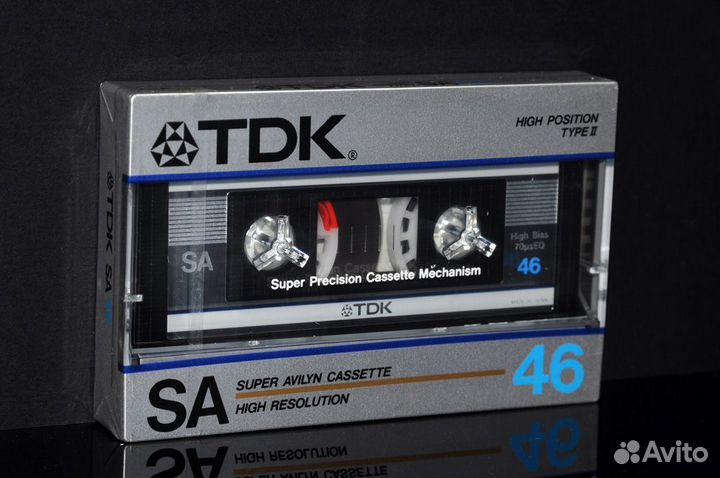 TDK®
HIGH POSITION
TYPE II
TDK SA 46
SA
High Bias
70μsEQ
46
Super Precision Cassette Mechanism
TDK
SA
SUPER AVILYN CASSETTE
HIGH RESOLUTION
46
Avito